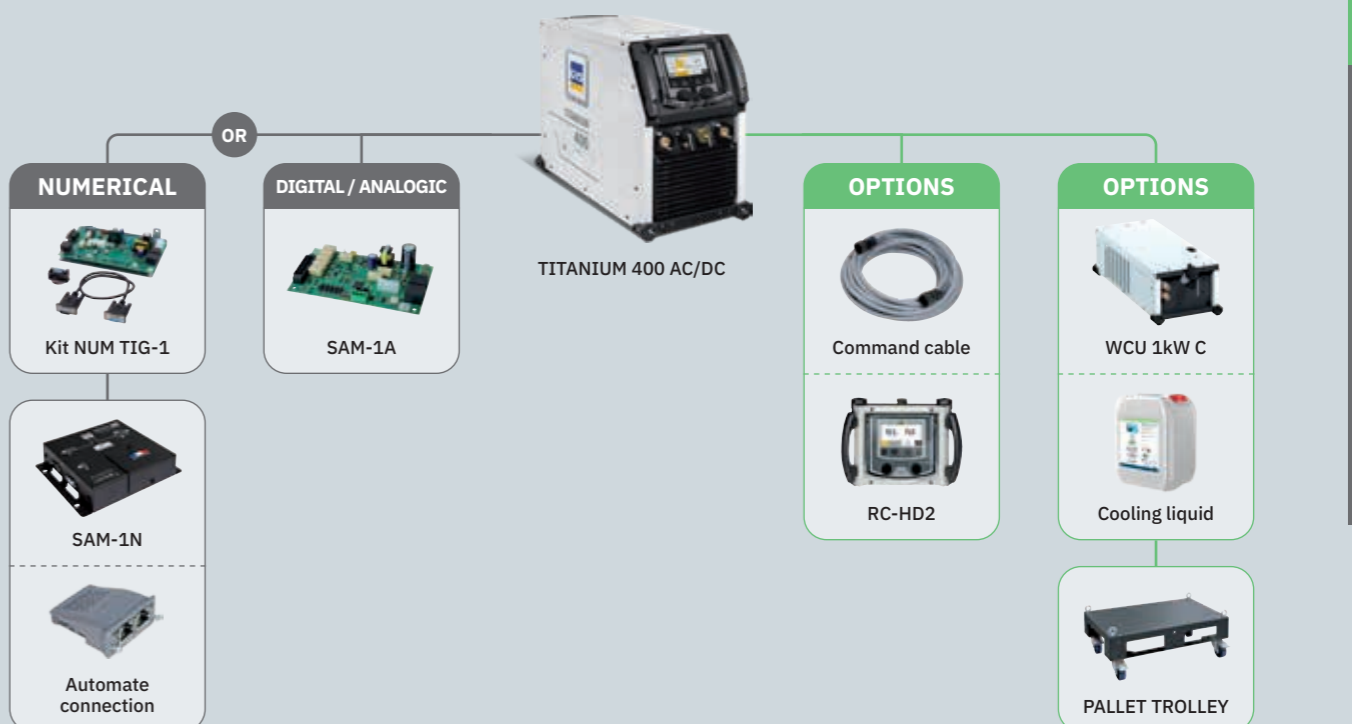 OR
NUMERICAL
DIGITAL / ANALOGIC
OPTIONS
OPTIONS
TITANIUM 400 AC/DC
400
Kit NUM TIG-1
SAM-1A
Command cable
WCU 1kW C
SAM-1N
RC-HD2
Cooling liquid
Automate
connection
PALLET TROLLEY